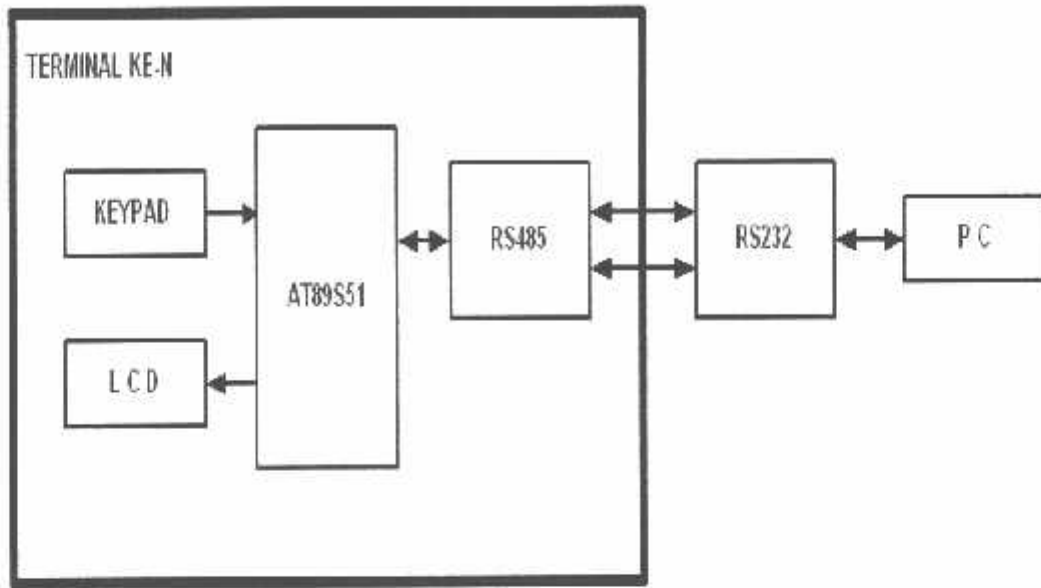 TERMINAL KE-N
KEYPAD
AT89S51
RS485
RS232
P C
L C D